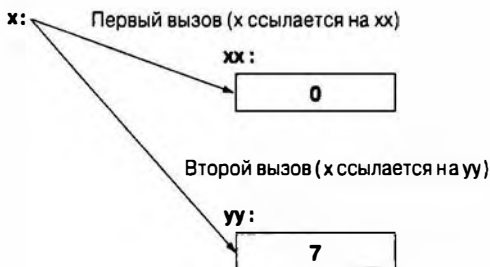 x: Первый вызов (x ссылается на xx)
xx:
0
Второй вызов (x ссылается на yy)
yy:
7